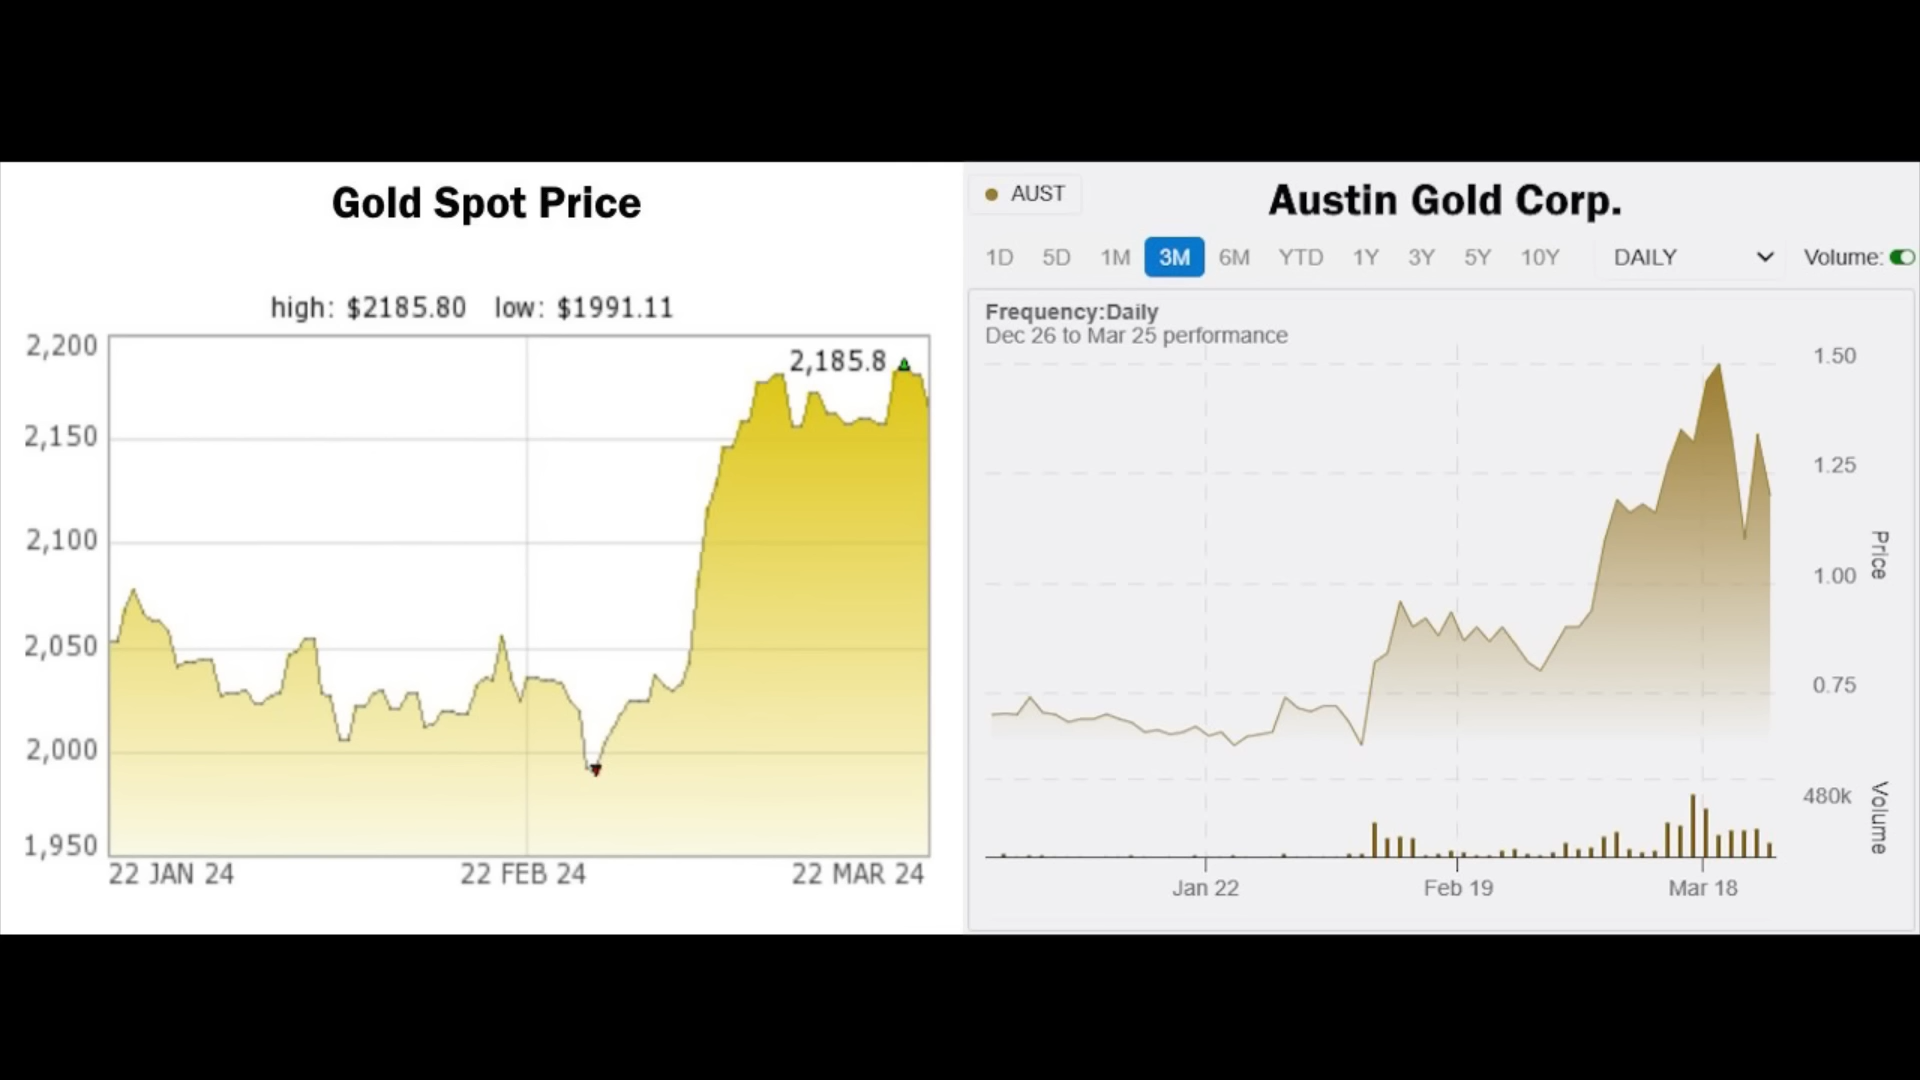 Gold Spot Price
high: $2185.80 low: $1991.11
2,200
2,185.8
2,150
2,100
2,050
2,000
1,950
22 JAN 24 22 FEB 24 22 MAR 24
AUST
Austin Gold Corp.
1D 5D 1M 3M 6M YTD 1Y 3Y 5Y 10Y DAILY Volume:
Frequency:Daily
Dec 26 to Mar 25 performance
1.50
1.25
1.00
0.75
Price
480k
Volume
Jan 22 Feb 19 Mar 18